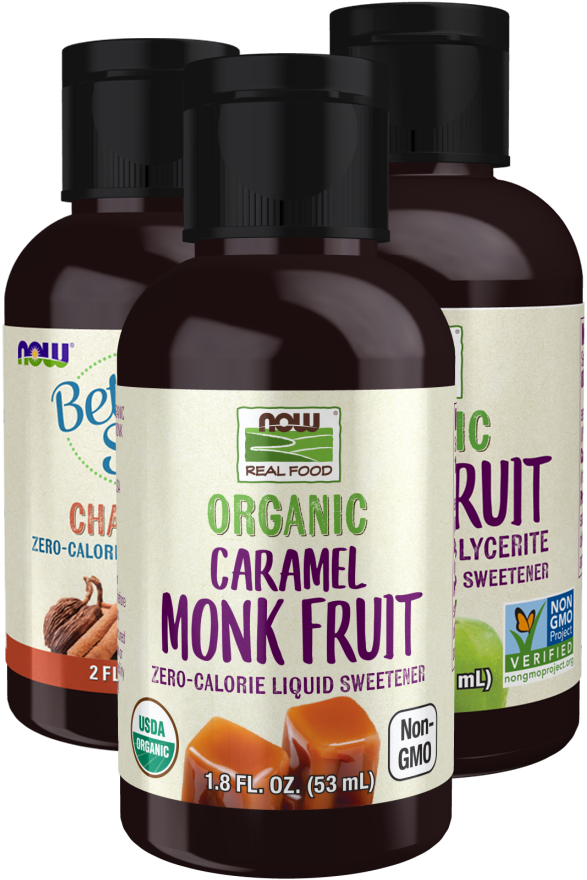 now
REAL FOOD
ORGANIC
CARAMEL
MONK FRUIT
ZERO-CALORIE LIQUID SWEETENER
USDA
ORGANIC
1.8 FL. OZ. (53 mL)
Non-
GMO
now
Bet
S
CHA
ZERO-CALORI
2 FL
IC
RUIT
LYCERITE
SWEETENER
mL)
NON
GMO
Project
VERIFIED
nongmoproject.org